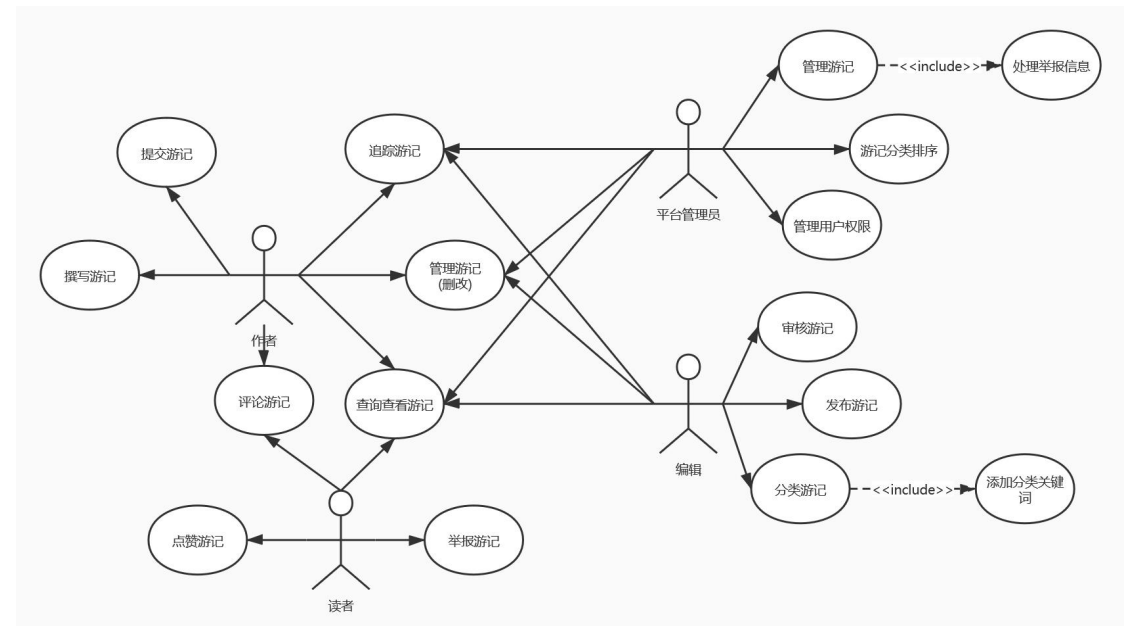 管理游记
<<include>>
处理举报信息
提交游记
追踪游记
游记分类排序
平台管理员
管理用户权限
撰写游记
管理游记
(删改)
作者
审核游记
评论游记
查询查看游记
发布游记
编辑
分类游记
<<include>>
添加分类关键
词
点赞游记
举报游记
读者